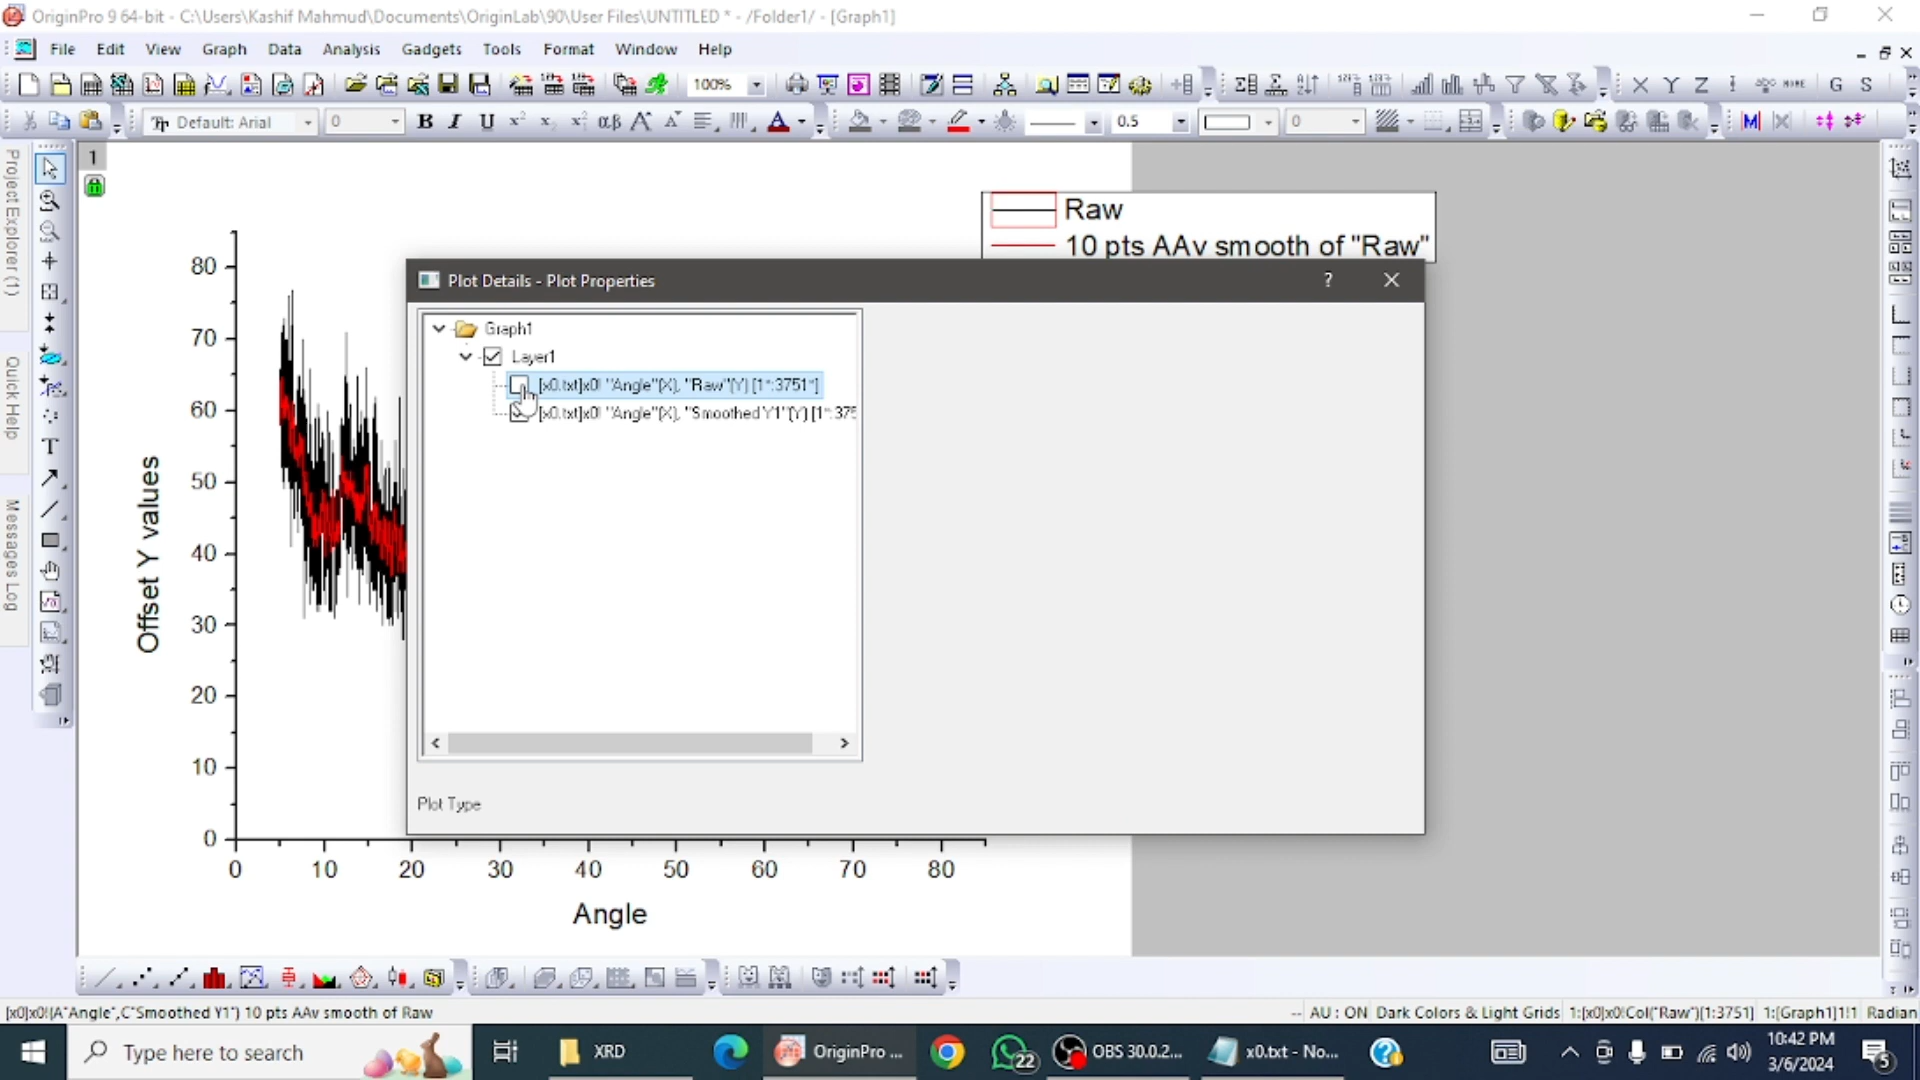 OriginPro 9 64-bit - C:\Users\Kashif Mahmud\Documents\OriginLab\90\User Files\UNTITLED * - /Folder1/ - [Graph1]
File Edit View Graph Data Analysis Gadgets Tools Format Window Help
100%
Default: Arial 0 B I U αβ A A 0.5 0
Project Explorer (1)
Quick Help
Messages Log
1
Raw
10 pts AAv smooth of "Raw"
Plot Details - Plot Properties ?
Graph1
Layer1
[x0.txt]x0! "Angle"(X), "Raw"(Y) [1*:3751*]
[x0.txt]x0! "Angle"(X), "Smoothed Y1"(Y) [1*:375
Plot Type
80
70
60
50
40
30
20
10
0
Offset Y values
0 10 20 30 40 50 60 70 80
Angle
[x0]x0!(A"Angle",C"Smoothed Y1") 10 pts AAv smooth of Raw
-- AU : ON Dark Colors & Light Grids 1:[x0]x0!Col("Raw")[1:3751] 1:[Graph1]1!1 Radian
Type here to search
XRD
OriginPro ...
22
OBS 30.0.2...
x0.txt - No...
10:42 PM
3/6/2024
5